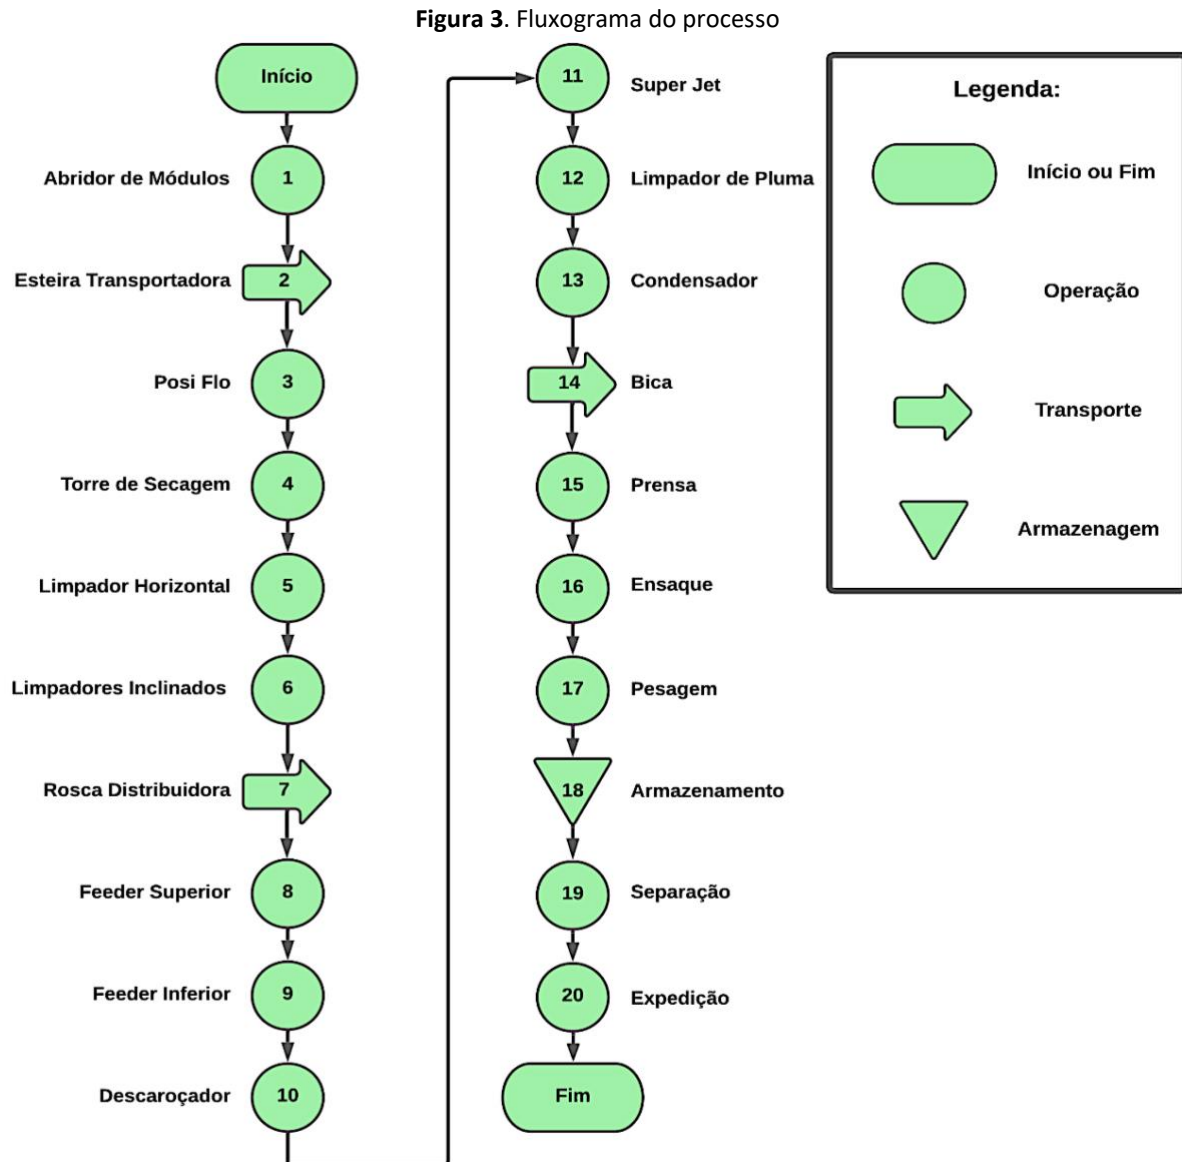 Figura 3. Fluxograma do processo
Início
Abridor de Módulos
1
Esteira Transportadora
2
Posi Flo
3
Torre de Secagem
4
Limpador Horizontal
5
Limpadores Inclinados
6
Rosca Distribuidora
7
Feeder Superior
8
Feeder Inferior
9
Descaroçador
10
11
Super Jet
12
Limpador de Pluma
13
Condensador
14
Bica
15
Prensa
16
Ensaque
17
Pesagem
18
Armazenamento
19
Separação
20
Expedição
Fim
Legenda:
Início ou Fim
Operação
Transporte
Armazenagem